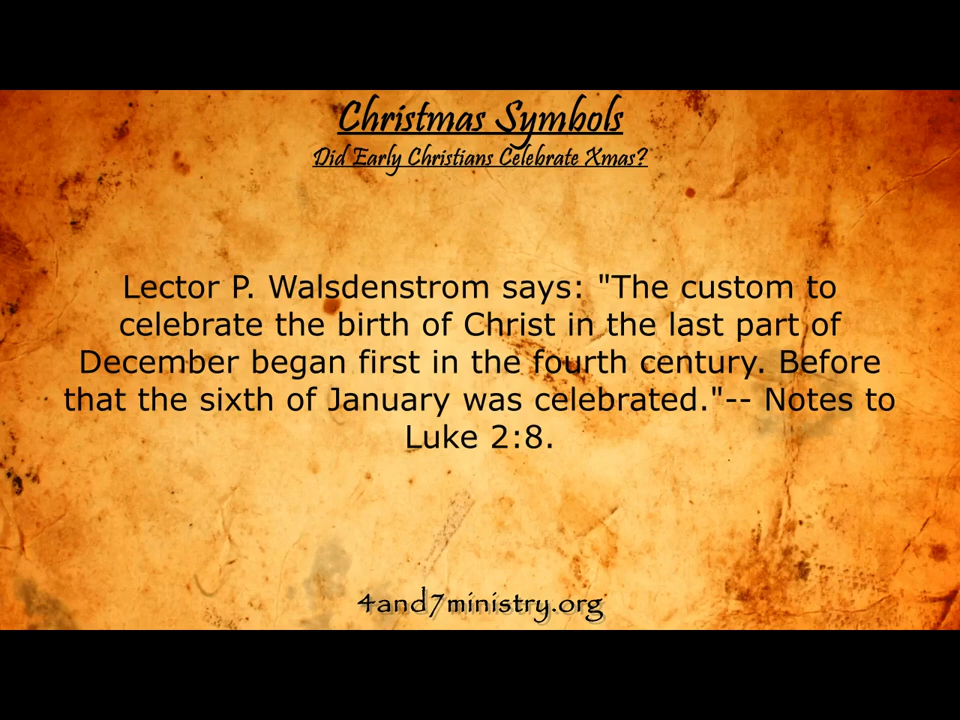 Christmas Symbols
Did Early Christians Celebrate Xmas?
Lector P. Walsdenstrom says: "The custom to
celebrate the birth of Christ in the last part of
December began first in the fourth century. Before
that the sixth of January was celebrated."-- Notes to
Luke 2:8.
4and7ministry.org